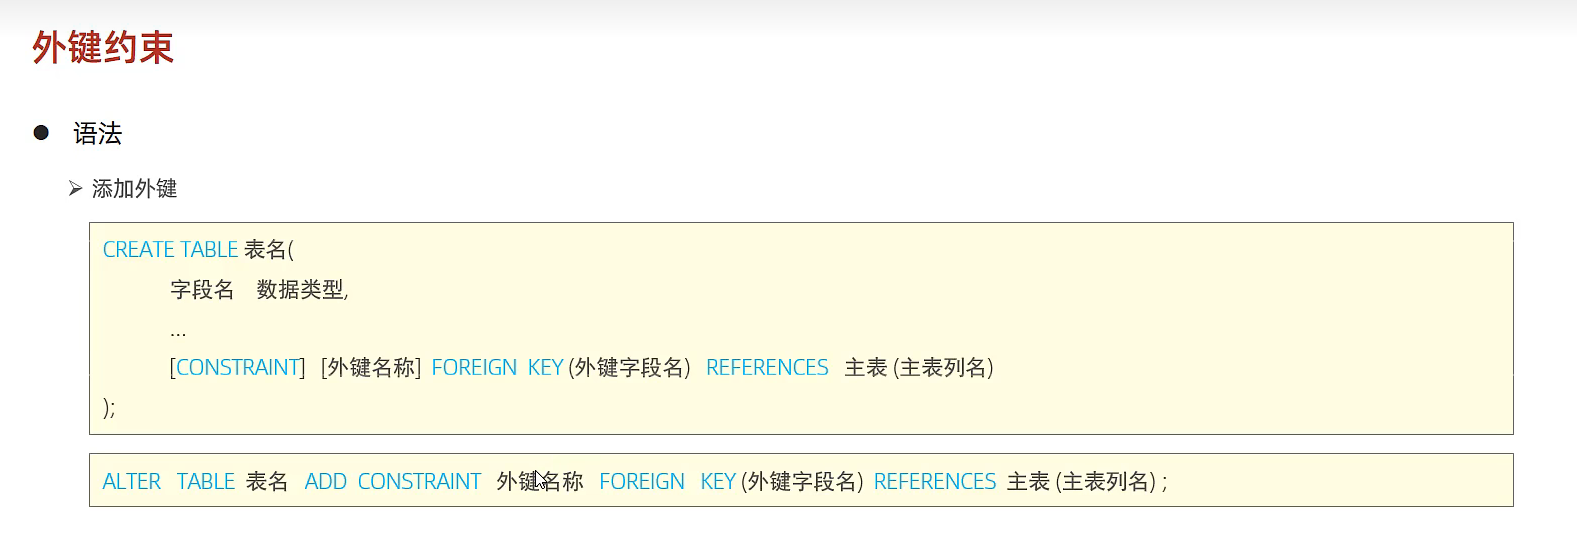 外键约束
语法
添加外键
CREATE TABLE 表名(
字段名 数据类型,
...
[CONSTRAINT] [外键名称] FOREIGN KEY (外键字段名) REFERENCES 主表 (主表列名)
);
ALTER TABLE 表名 ADD CONSTRAINT 外键名称 FOREIGN KEY (外键字段名) REFERENCES 主表 (主表列名) ;